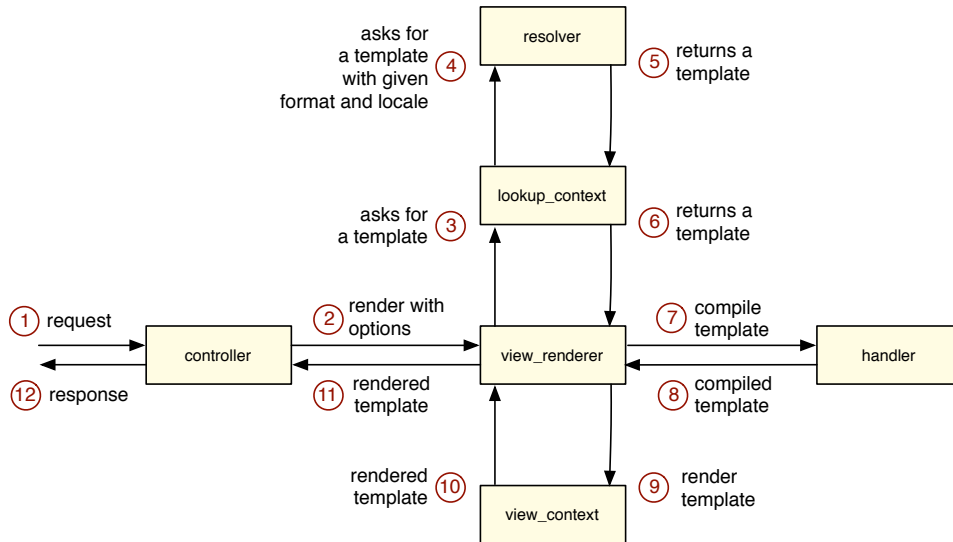 resolver
asks for
a template
with given
format and locale
4
5
returns a
template
lookup_context
asks for
a template
3
6
returns a
template
1
request
2
render with
options
7
compile
template
controller
view_renderer
handler
12
response
11
rendered
template
8
compiled
template
rendered
template
10
9
render
template
view_context